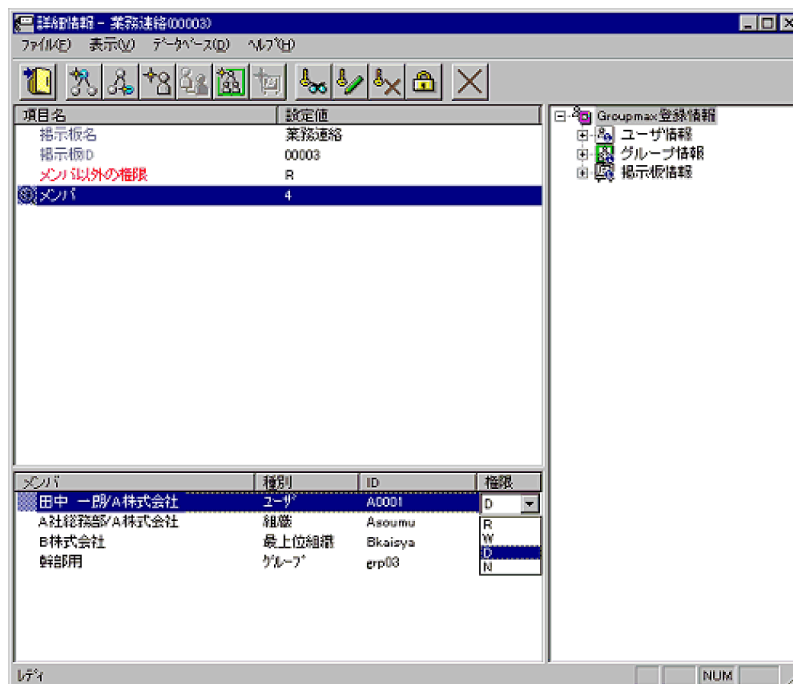 詳細情報 - 業務連絡(00003)
ﾌｧｲﾙ(F) 表示(V) ﾃﾞｰﾀﾍﾞｰｽ(D) ﾍﾙﾌﾟ(H)
項目名 設定値
掲示板名 業務連絡
掲示板ID 00003
メンバ以外の権限 R
メンバ 4
Groupmax登録情報
ユーザ情報
グループ情報
掲示板情報
メンバ 種別 ID 権限
田中 一郎/A株式会社 ユーザ A0001 D
A社総務部/A株式会社 組織 Asoumu
B株式会社 最上位組織 Bkaisya
幹部用 ｸﾞﾙｰﾌﾟ grp03
R
W
D
N
ﾚﾃﾞｨ NUM